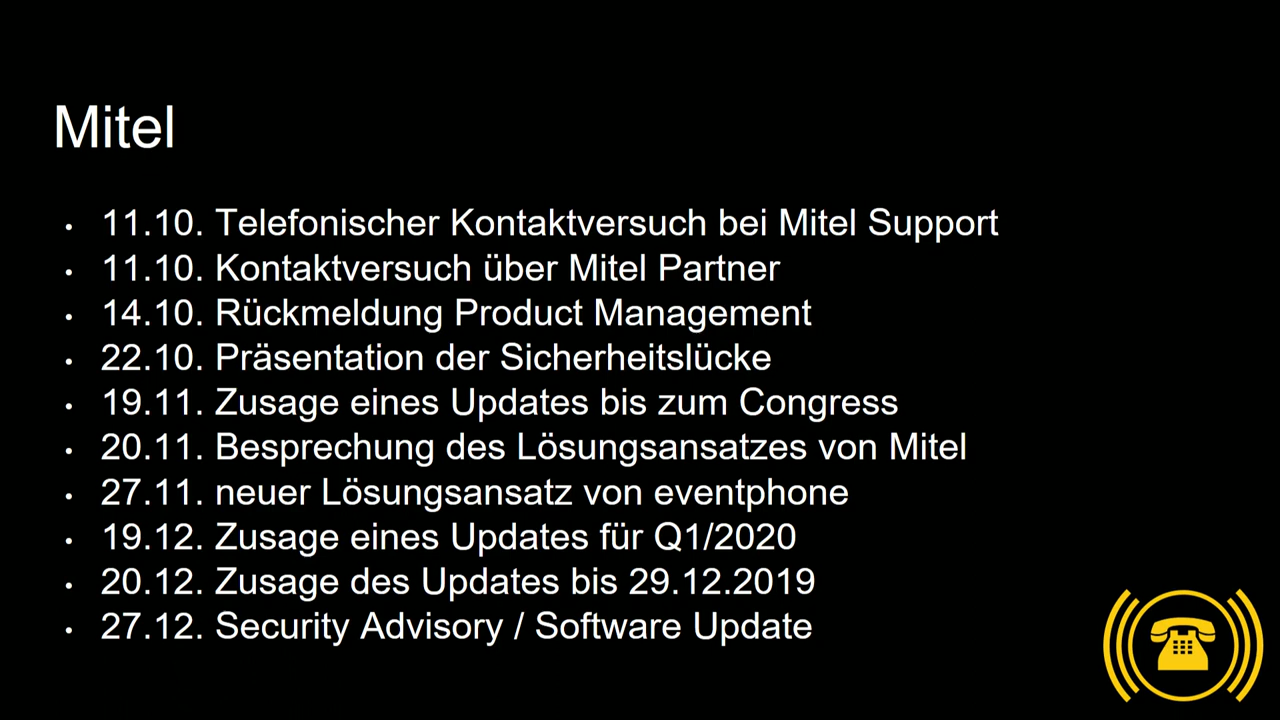 Mitel
• 11.10. Telefonischer Kontaktversuch bei Mitel Support
• 11.10. Kontaktversuch über Mitel Partner
• 14.10. Rückmeldung Product Management
• 22.10. Präsentation der Sicherheitslücke
• 19.11. Zusage eines Updates bis zum Congress
• 20.11. Besprechung des Lösungsansatzes von Mitel
• 27.11. neuer Lösungsansatz von eventphone
• 19.12. Zusage eines Updates für Q1/2020
• 20.12. Zusage des Updates bis 29.12.2019
• 27.12. Security Advisory / Software Update